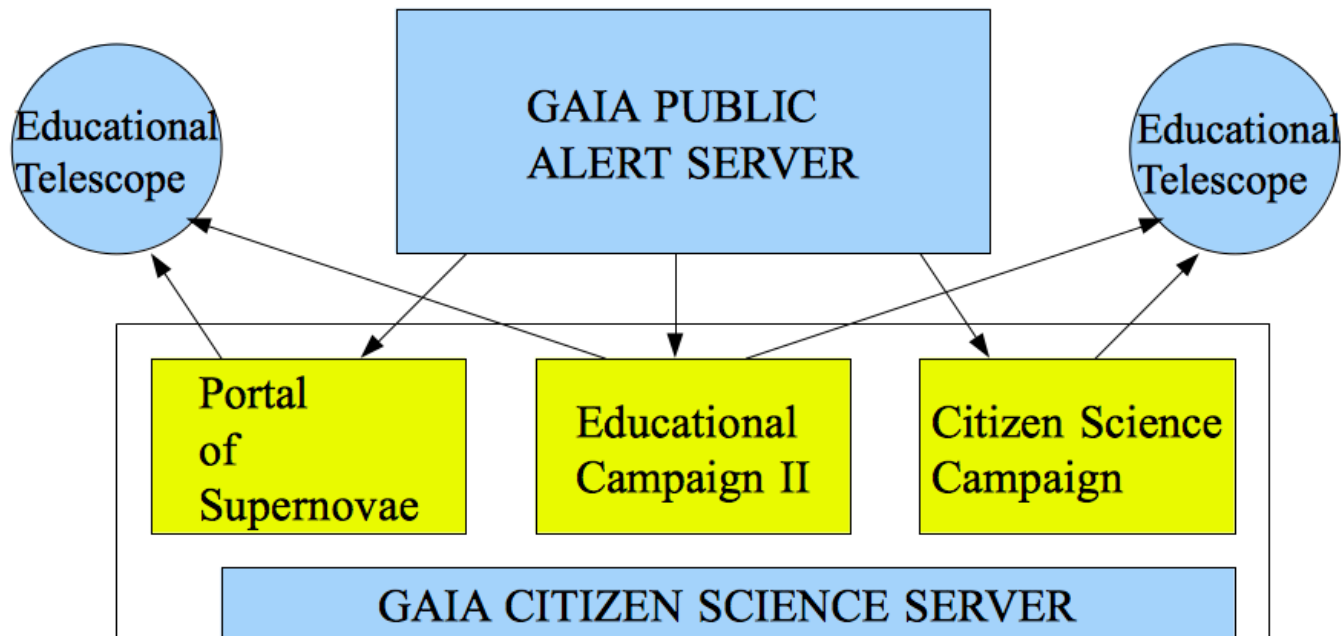 GAIA PUBLIC
ALERT SERVER
Educational
Telescope
Educational
Telescope
Portal
of
Supernovae
Educational
Campaign II
Citizen Science
Campaign
GAIA CITIZEN SCIENCE SERVER